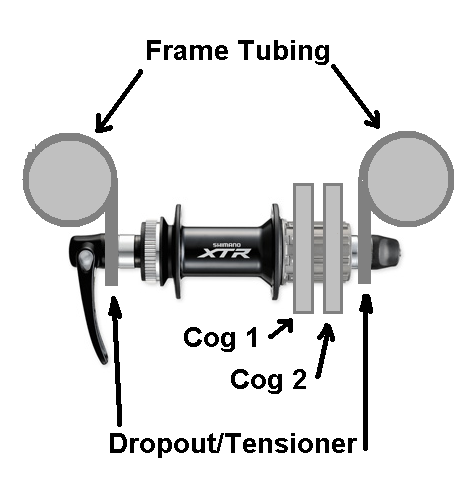 Frame Tubing
SHIMANO
XTR
Cog 1
Cog 2
Dropout/Tensioner